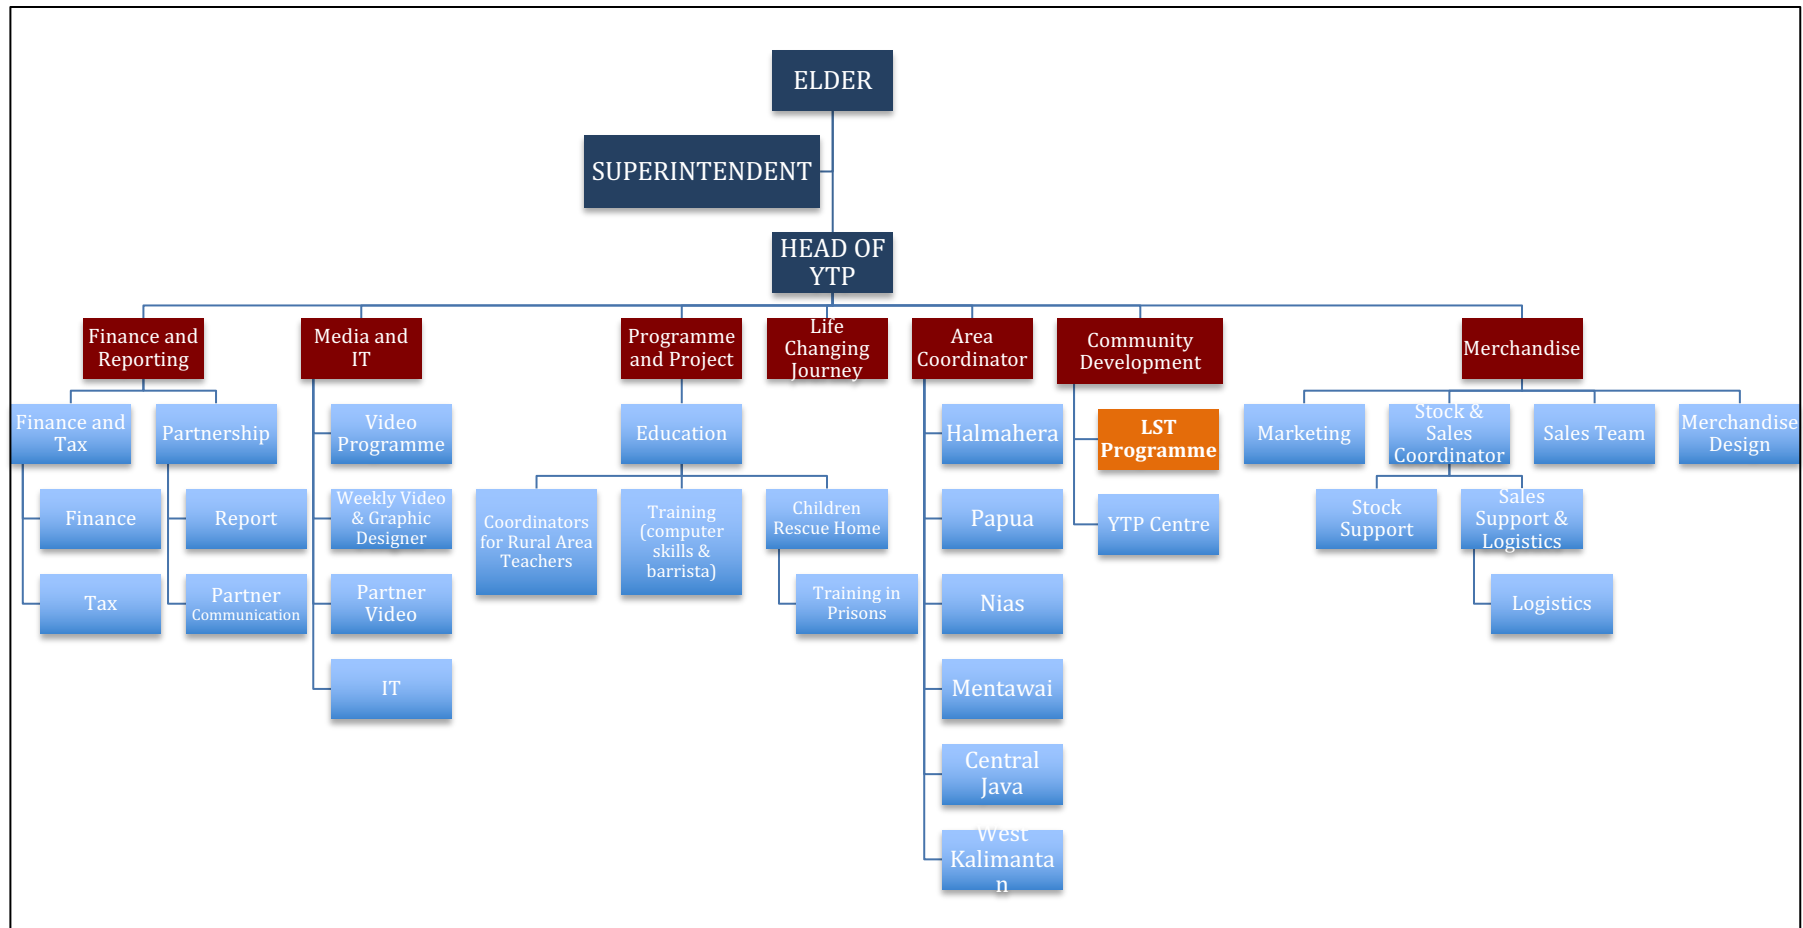 ELDER
SUPERINTENDENT
HEAD OF
YTP
Finance and
Reporting
Media and
IT
Programme
and Project
Life
Changing
Journey
Area
Coordinator
Community
Development
Merchandise
Finance and
Tax
Partnership
Video
Programme
Education
Halmahera
LST
Programme
Marketing
Stock &
Sales
Coordinator
Sales Team
Merchandise
Design
Finance
Report
Weekly Video
& Graphic
Designer
Coordinators
for Rural Area
Teachers
Training
(computer
skills &
barrista)
Children
Rescue Home
Papua
YTP Centre
Stock
Support
Sales
Support &
Logistics
Tax
Partner
Communication
Partner
Video
Training in
Prisons
Nias
Logistics
IT
Mentawai
Central
Java
West
Kalimanta
n